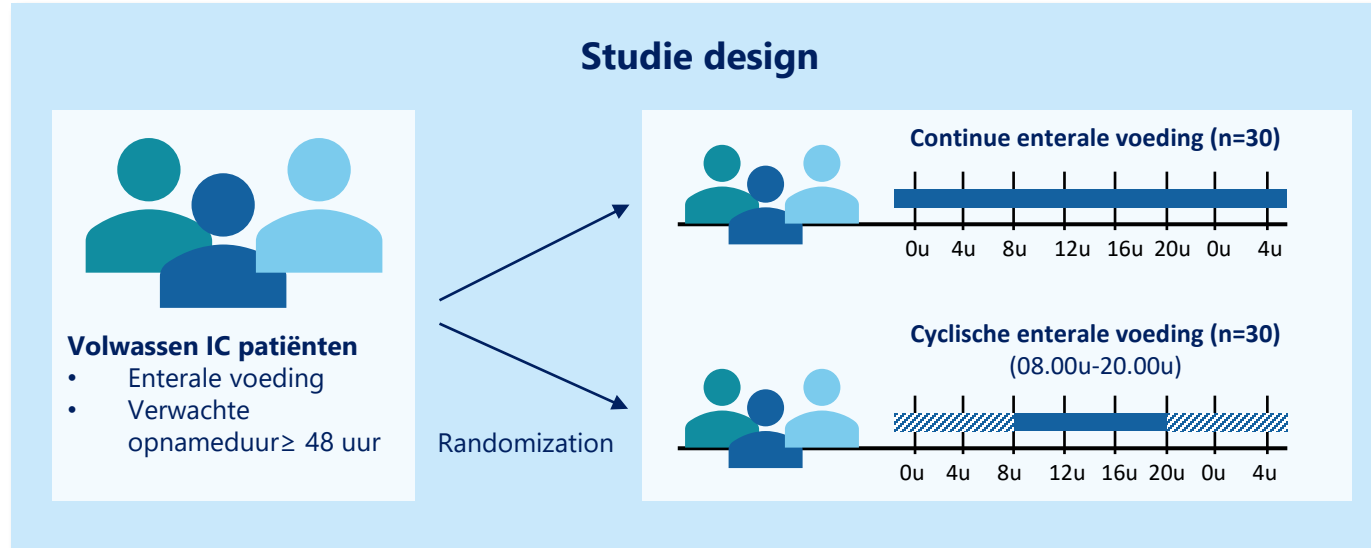 Studie design
Volwassen IC patiënten
• Enterale voeding
• Verwachte
opnameduur≥ 48 uur
Randomization
Continue enterale voeding (n=30)
0u 4u 8u 12u 16u 20u 0u 4u
Cyclische enterale voeding (n=30)
(08.00u-20.00u)
0u 4u 8u 12u 16u 20u 0u 4u